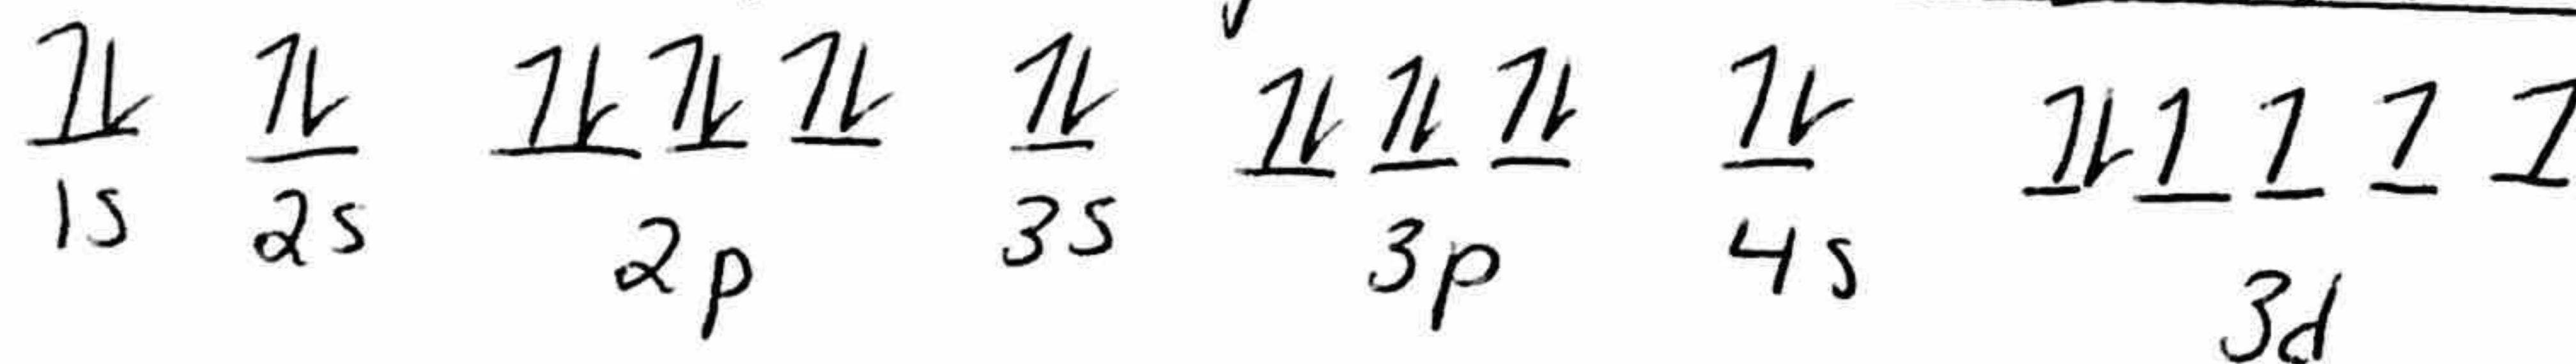 ↿⇂ ↿⇂ ↿⇂ ↿⇂ ↿⇂ ↿⇂ ↿⇂ ↿⇂ ↿⇂ ↿⇂ ↿⇂ ↿ ↿ ↿ ↿
1s 2s 2p 3s 3p 4s 3d